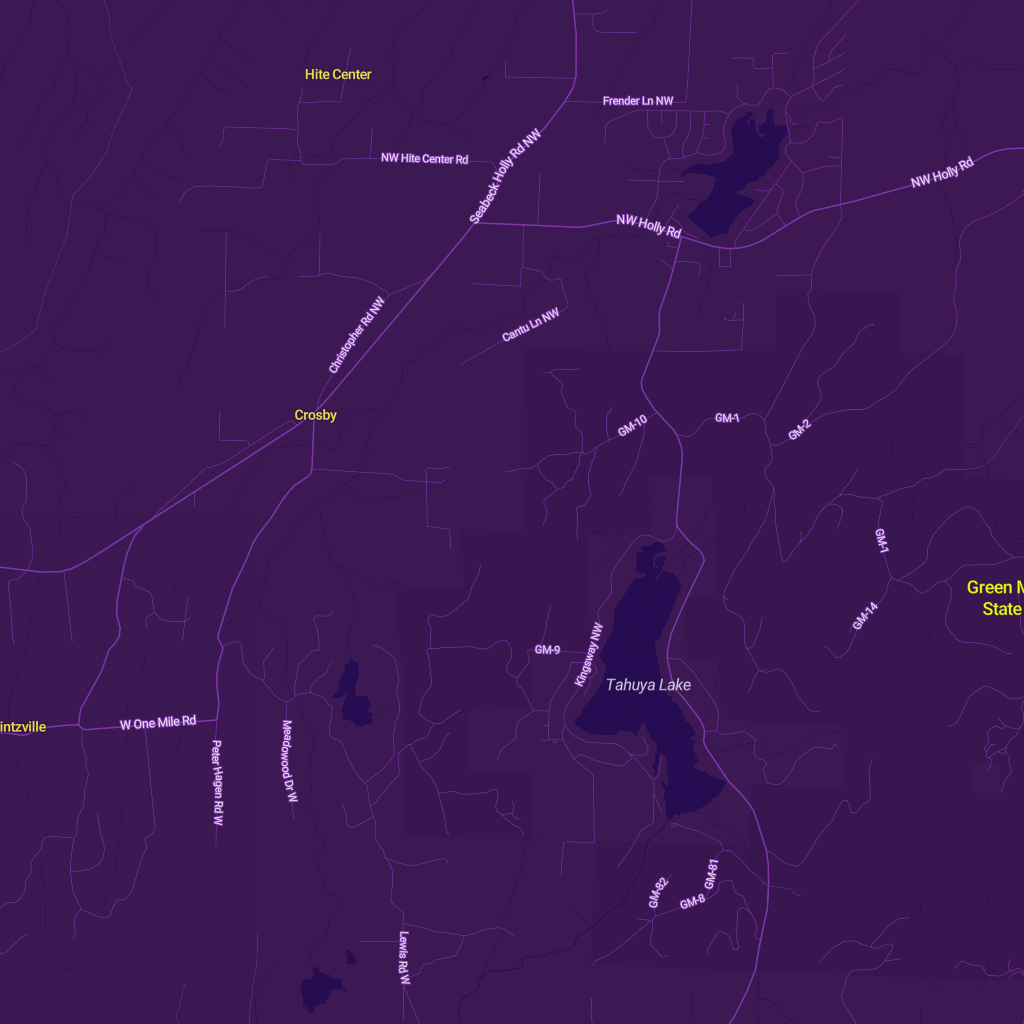 Hite Center
Frender Ln NW
NW Hite Center Rd
Seabeck Holly Rd NW
NW Holly Rd
NW Holly Rd
Christopher Rd NW
Cantu Ln NW
Crosby
GM-10
GM-1
GM-2
GM-1
Green M
State
GM-14
GM-9
Kingsway NW
Tahuya Lake
intzville
W One Mile Rd
Peter Hagen Rd W
Meadowood Dr W
GM-81
GM-82
GM-8
Lewis Rd W